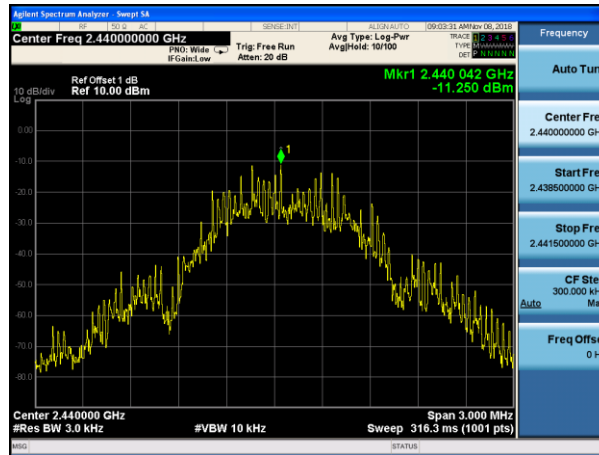 Agilent Spectrum Analyzer - Swept SA
RF 50 Ω AC SENSE:INT ALIGN AUTO 09:03:31 AM Nov 08, 2018
Center Freq 2.440000000 GHz
PNO: Wide
IFGain:Low
Trig: Free Run
Atten: 20 dB
Avg Type: Log-Pwr
Avg|Hold: 10/100
TRACE 1 2 3 4 5 6
TYPE
DET P N N N N N
Frequency
Ref Offset 1 dB
10 dB/div Ref 10.00 dBm
Log
Mkr1 2.440 042 GHz
-11.250 dBm
0.00
-10.0
-20.0
-30.0
-40.0
-50.0
-60.0
-70.0
-80.0
1
Auto Tun
Center Fre
2.440000000 GH
Start Fre
2.438500000 GH
Stop Fre
2.441500000 GH
CF Ste
300.000 kH
Auto Ma
Freq Offse
0 H
Center 2.440000 GHz Span 3.000 MHz
#Res BW 3.0 kHz #VBW 10 kHz Sweep 316.3 ms (1001 pts)
MSG STATUS